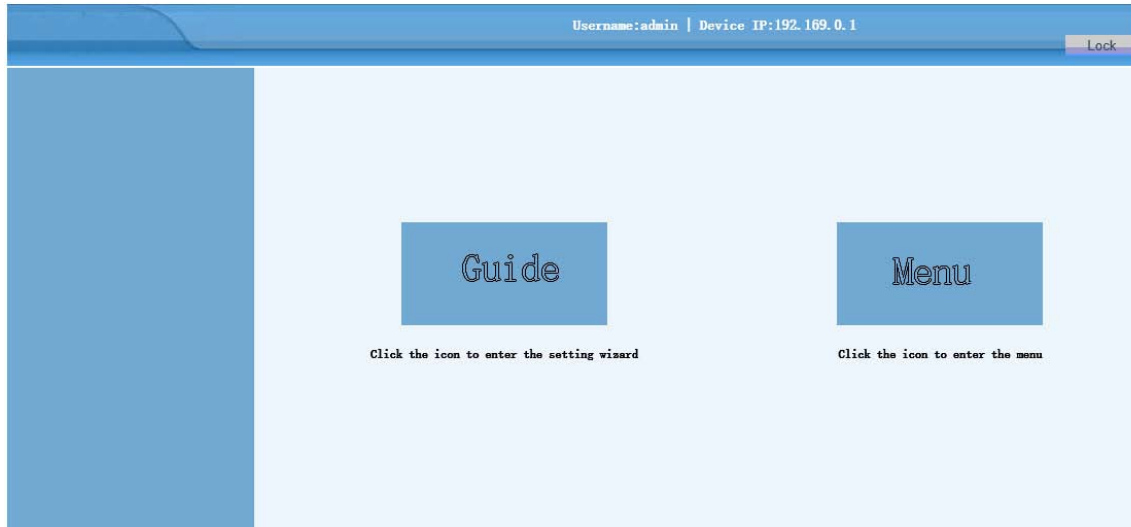 Username:admin | Device IP:192.169.0.1
Lock
Guide
Menu
Click the icon to enter the setting wizard
Click the icon to enter the menu